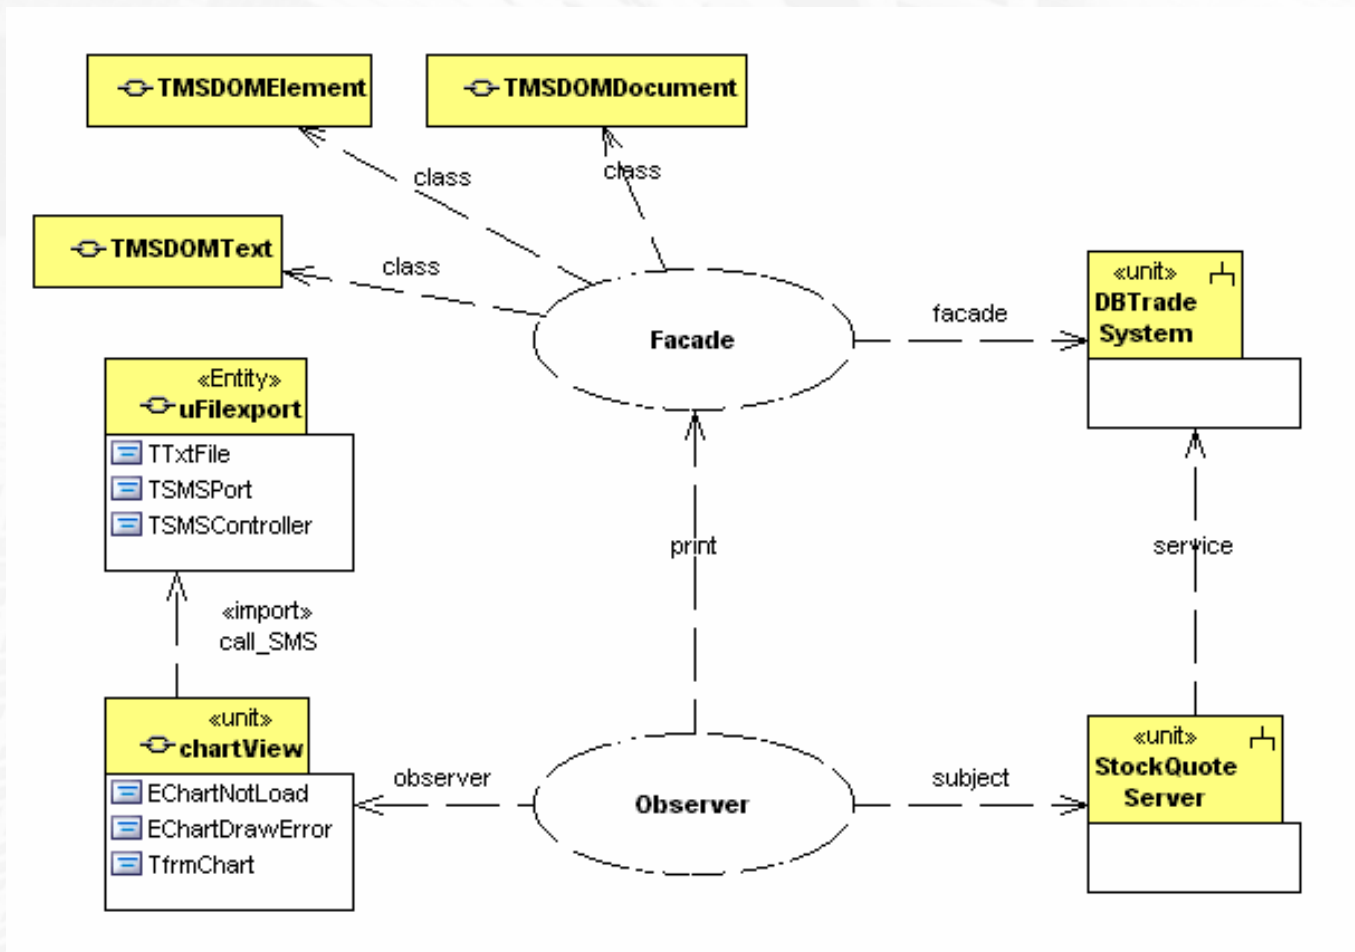 TMSDOMElement
TMSDOMDocument
class
class
TMSDOMText
class
«unit»
DBTrade
System
facade
Facade
«Entity»
uFilexport
TTxtFile
TSMSPort
TSMSController
print
service
«import»
call_SMS
«unit»
chartView
EChartNotLoad
EChartDrawError
TfrmChart
observer
Observer
subject
«unit»
StockQuote
Server